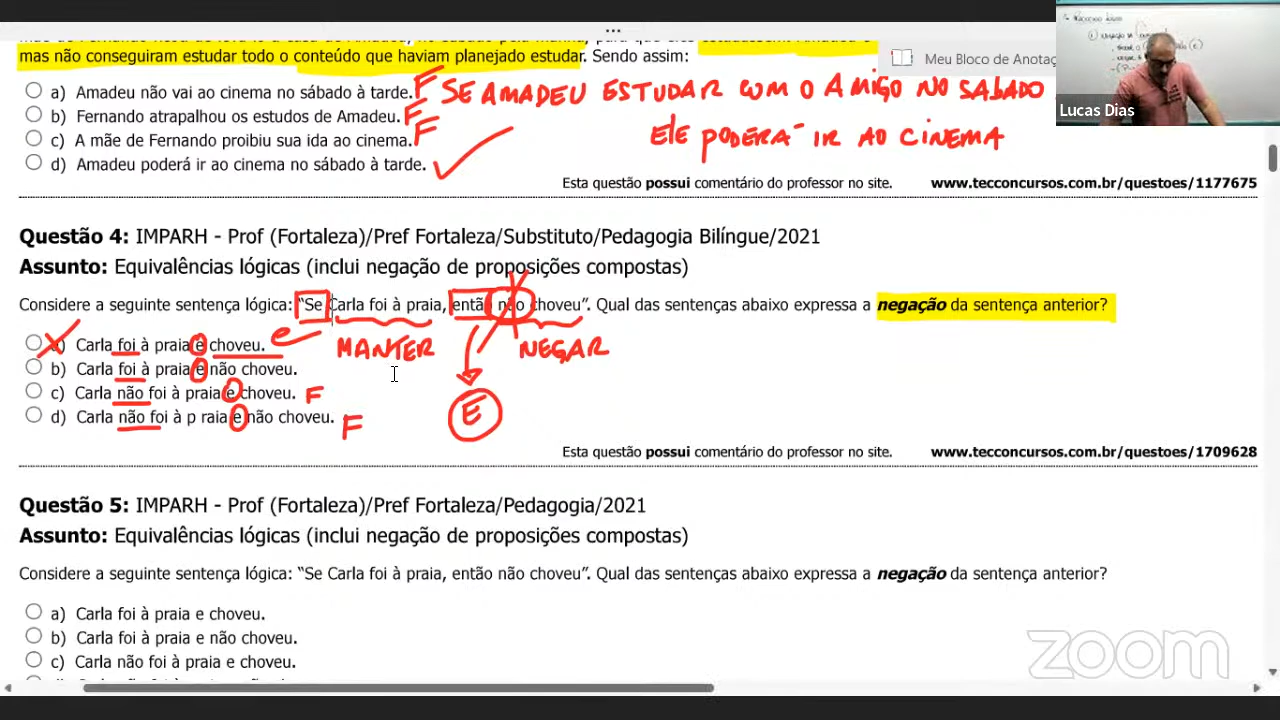 mas não conseguiram estudar todo o conteúdo que haviam planejado estudar. Sendo assim:
Meu Bloco de Anotaç
Lucas Dias
a) Amadeu não vai ao cinema no sábado à tarde. F SE AMADEU ESTUDAR COM O AMIGO NO SÁBADO
b) Fernando atrapalhou os estudos de Amadeu. F
c) A mãe de Fernando proibiu sua ida ao cinema. F ELE PODERÁ IR AO CINEMA
d) Amadeu poderá ir ao cinema no sábado à tarde.
Esta questão possui comentário do professor no site. www.tecconcursos.com.br/questoes/1177675
Questão 4: IMPARH - Prof (Fortaleza)/Pref Fortaleza/Substituto/Pedagogia Bilíngue/2021
Assunto: Equivalências lógicas (inclui negação de proposições compostas)
Considere a seguinte sentença lógica: “Se Carla foi à praia, então não choveu”. Qual das sentenças abaixo expressa a negação da sentença anterior?
a) Carla foi à praia e choveu. e MANTER NEGAR
b) Carla foi à praia e não choveu.
c) Carla não foi à praia e choveu. F
d) Carla não foi à p raia e não choveu. F E
Esta questão possui comentário do professor no site. www.tecconcursos.com.br/questoes/1709628
Questão 5: IMPARH - Prof (Fortaleza)/Pref Fortaleza/Pedagogia/2021
Assunto: Equivalências lógicas (inclui negação de proposições compostas)
Considere a seguinte sentença lógica: “Se Carla foi à praia, então não choveu”. Qual das sentenças abaixo expressa a negação da sentença anterior?
a) Carla foi à praia e choveu.
b) Carla foi à praia e não choveu.
c) Carla não foi à praia e choveu.
zoom